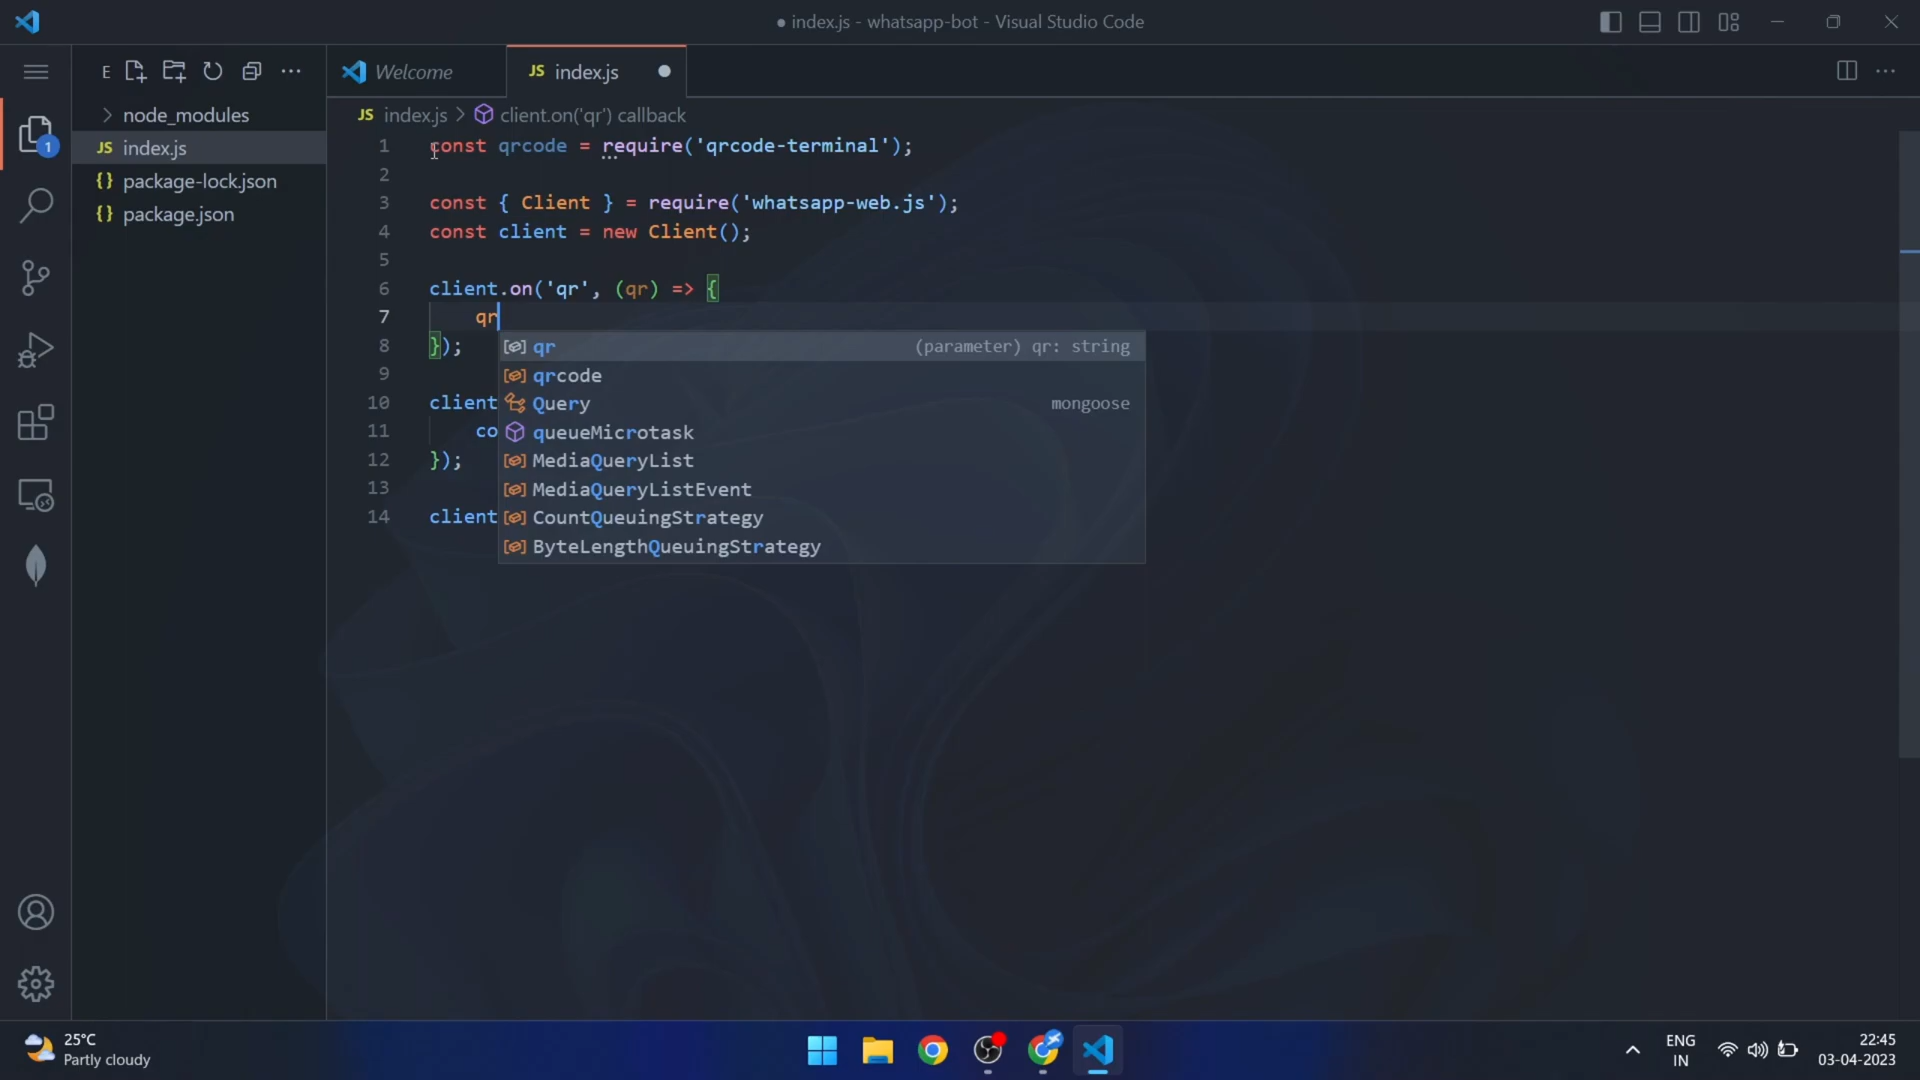 ● index.js - whatsapp-bot - Visual Studio Code
E
Welcome
JS index.js
node_modules
JS index.js
{} package-lock.json
{} package.json
1
JS index.js > client.on('qr') callback
1 const qrcode = require('qrcode-terminal');
2
3 const { Client } = require('whatsapp-web.js');
4 const client = new Client();
5
6 client.on('qr', (qr) => {
7 qr
8 });
9
10 client
11 co
12 });
13
14 client
qr (parameter) qr: string
qrcode
Query mongoose
queueMicrotask
MediaQueryList
MediaQueryListEvent
CountQueuingStrategy
ByteLengthQueuingStrategy
25°C
Partly cloudy
ENG
IN
22:45
03-04-2023